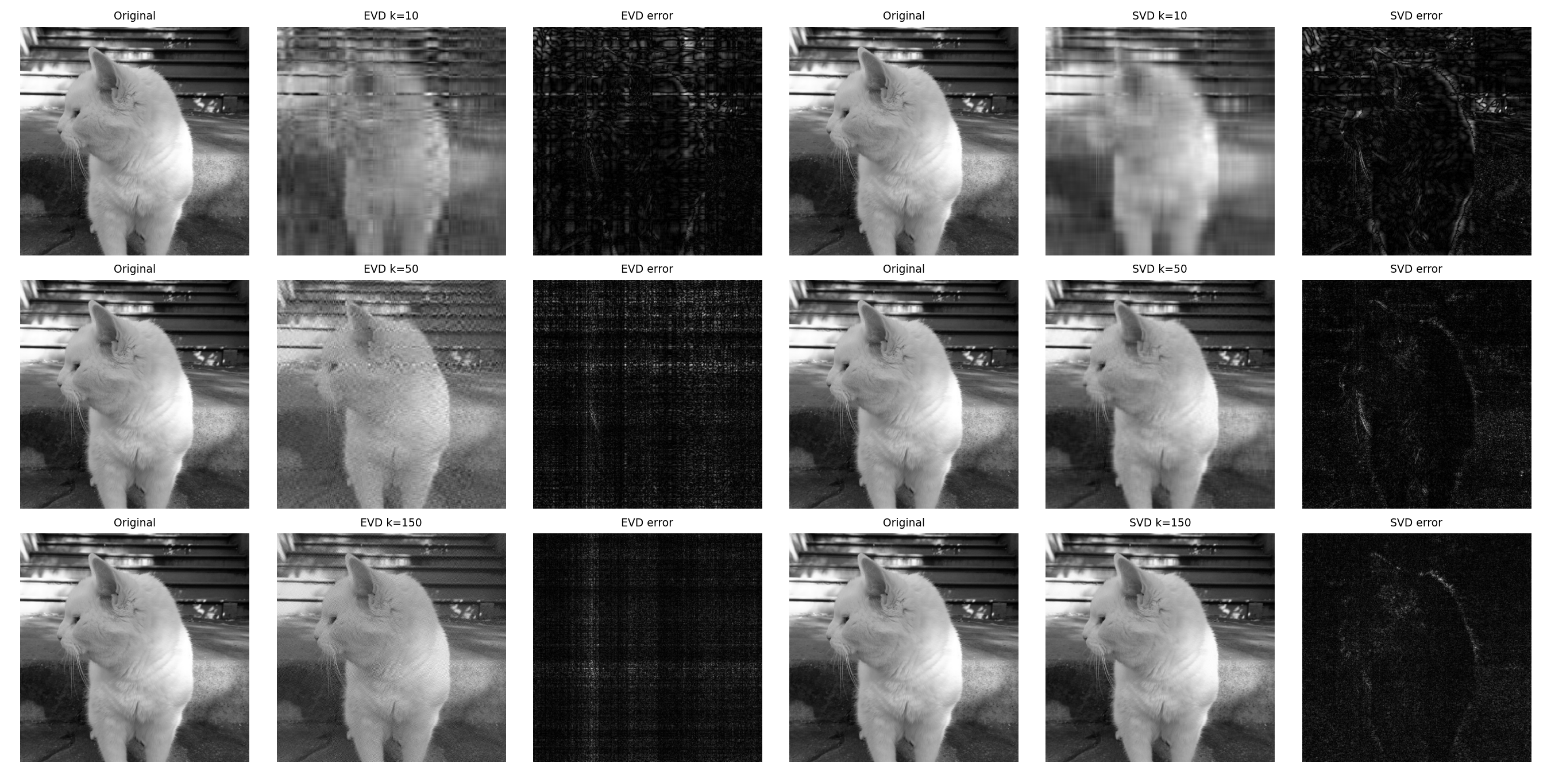 Original EVD k=10 EVD error Original SVD k=10 SVD error
Original EVD k=50 EVD error Original SVD k=50 SVD error
Original EVD k=150 EVD error Original SVD k=150 SVD error